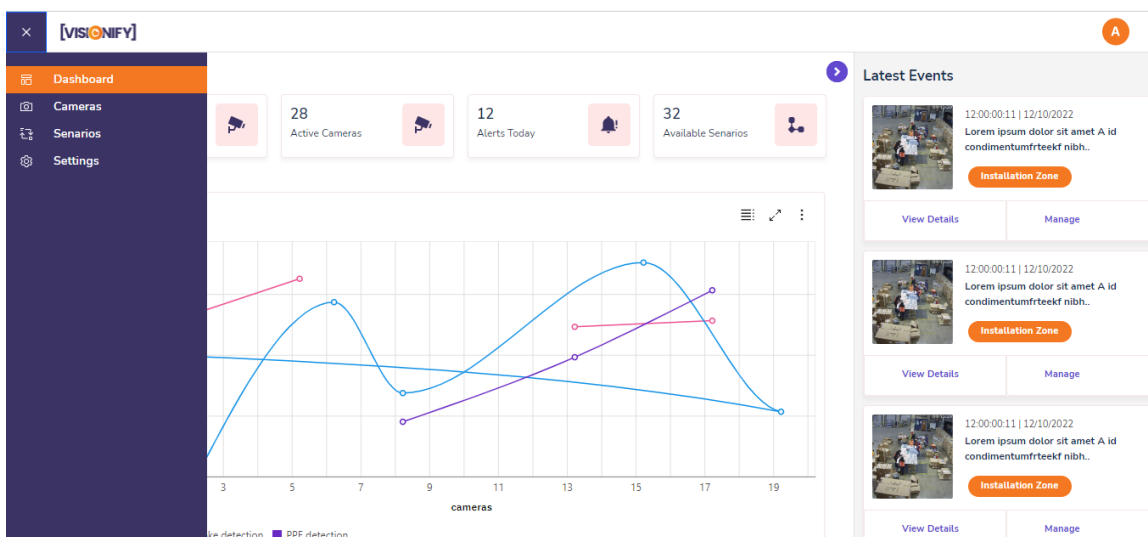 [VISIONIFY]
A
Dashboard
Cameras
Senarios
Settings
28
Active Cameras
12
Alerts Today
32
Available Senarios
3 5 7 9 11 13 15 17 19
cameras
ke detection PPE detection
Latest Events
12:00:00:11 | 12/10/2022
Lorem ipsum dolor sit amet A id
condimentumfrteekf nibh..
Installation Zone
View Details Manage
12:00:00:11 | 12/10/2022
Lorem ipsum dolor sit amet A id
condimentumfrteekf nibh..
Installation Zone
View Details Manage
12:00:00:11 | 12/10/2022
Lorem ipsum dolor sit amet A id
condimentumfrteekf nibh..
Installation Zone
View Details Manage